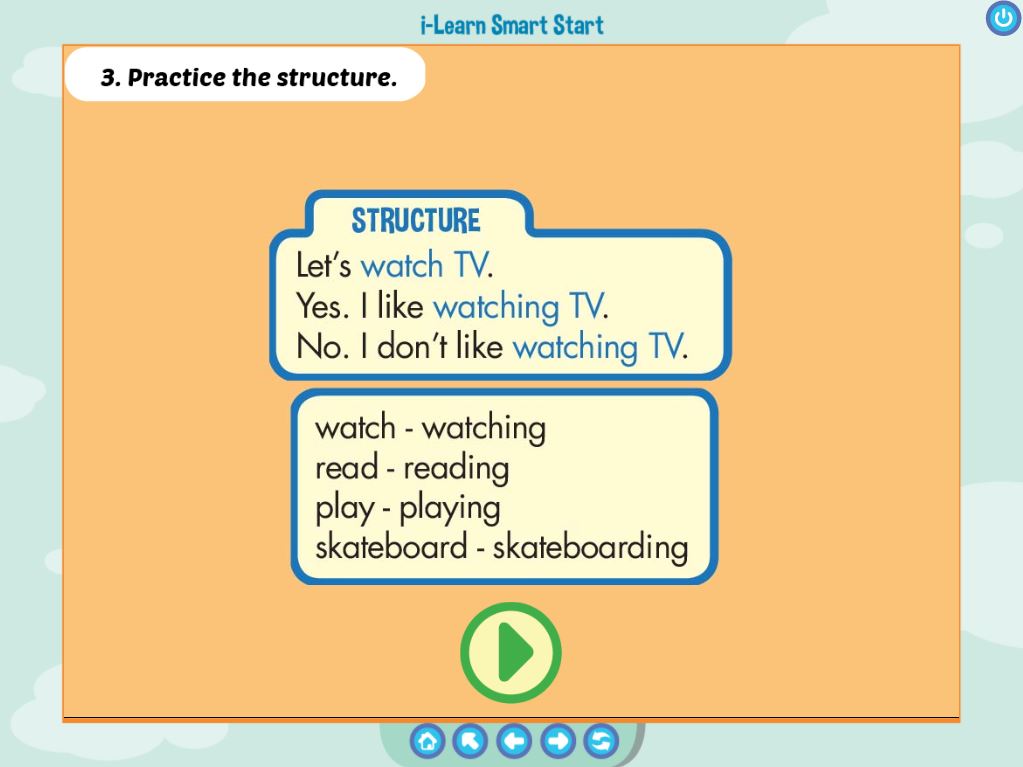 i-Learn Smart Start
3. Practice the structure.
STRUCTURE
Let's watch TV.
Yes. I like watching TV.
No. I don't like watching TV.
watch - watching
read - reading
play - playing
skateboard - skateboarding